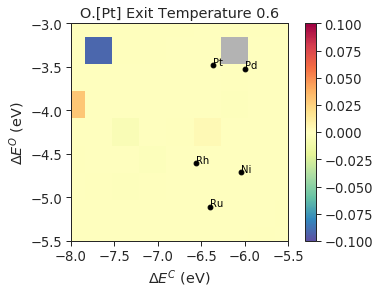 O.[Pt] Exit Temperature 0.6
−3.0
−3.5
−4.0
−4.5
−5.0
−5.5
ΔE^O (eV)
−8.0 −7.5 −7.0 −6.5 −6.0 −5.5
ΔE^C (eV)
Pt
Pd
Rh
Ni
Ru
0.100
0.075
0.050
0.025
0.000
−0.025
−0.050
−0.075
−0.100